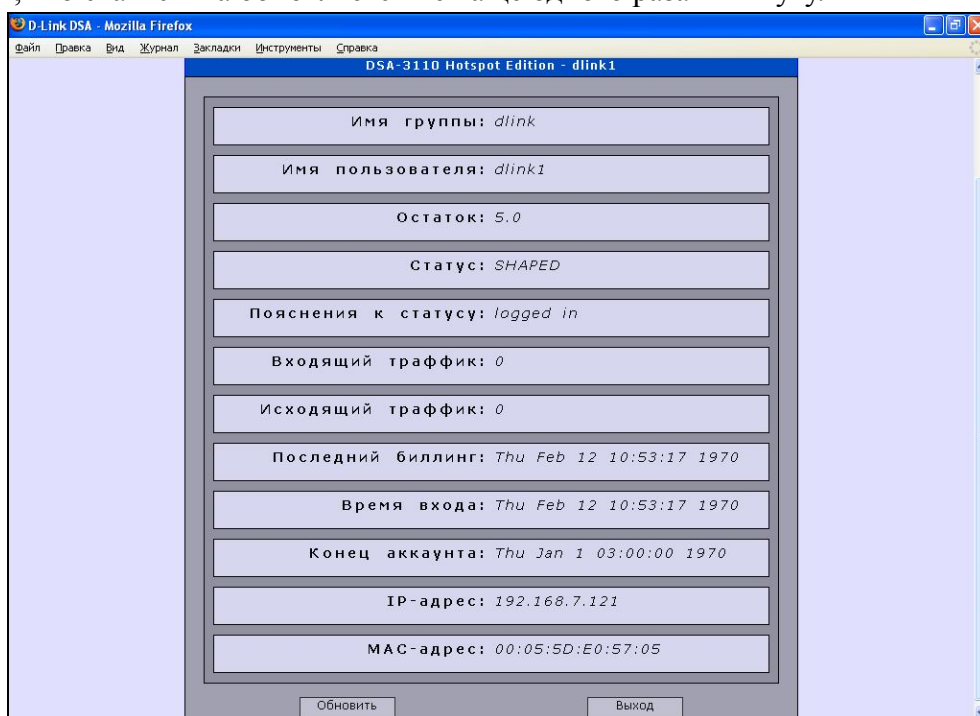 D-Link DSA - Mozilla Firefox
Файл Правка Вид Журнал Закладки Инструменты Справка
DSA-3110 Hotspot Edition - dlink1
Имя группы: dlink
Имя пользователя: dlink1
Остаток: 5.0
Статус: SHAPED
Пояснения к статусу: logged in
Входящий траффик: 0
Исходящий траффик: 0
Последний биллинг: Thu Feb 12 10:53:17 1970
Время входа: Thu Feb 12 10:53:17 1970
Конец аккаунта: Thu Jan 1 03:00:00 1970
IP-адрес: 192.168.7.121
MAC-адрес: 00:05:5D:E0:57:05
Обновить Выход